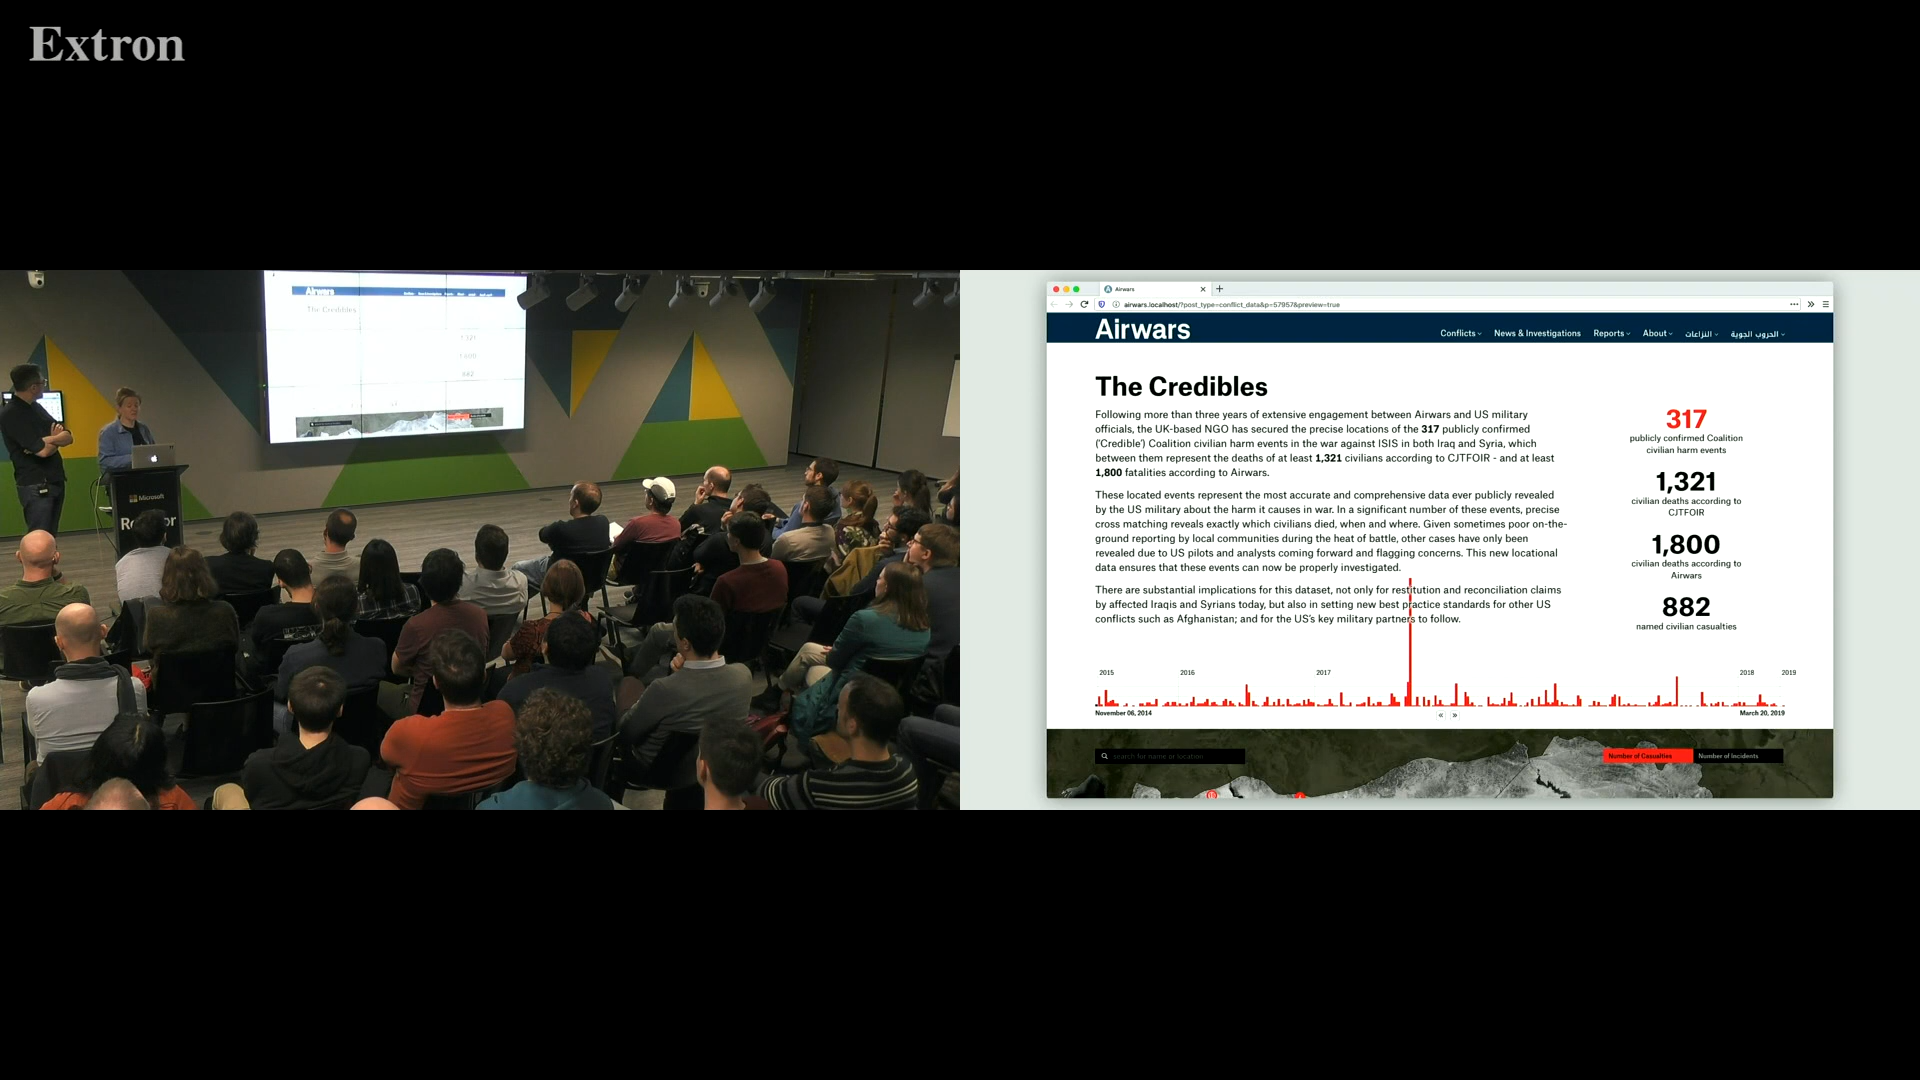 Extron
Airwars
The Credibles
1,321
882
Microsoft
Airwars
airwars.localhost/?post_type=conflict_data&p=57957&preview=true
Airwars
Conflicts
News & Investigations
Reports
About
النزاعات
الحروب الجوية
The Credibles
Following more than three years of extensive engagement between Airwars and US military
officials, the UK-based NGO has secured the precise locations of the 317 publicly confirmed
('Credible') Coalition civilian harm events in the war against ISIS in both Iraq and Syria, which
between them represent the deaths of at least 1,321 civilians according to CJTFOIR - and at least
1,800 fatalities according to Airwars.
These located events represent the most accurate and comprehensive data ever publicly revealed
by the US military about the harm it causes in war. In a significant number of these events, precise
cross matching reveals exactly which civilians died, when and where. Given sometimes poor on-the-
ground reporting by local communities during the heat of battle, other cases have only been
revealed due to US pilots and analysts coming forward and flagging concerns. This new locational
data ensures that these events can now be properly investigated.
There are substantial implications for this dataset, not only for restitution and reconciliation claims
by affected Iraqis and Syrians today, but also in setting new best practice standards for other US
conflicts such as Afghanistan; and for the US's key military partners to follow.
317
publicly confirmed Coalition
civilian harm events
1,321
civilian deaths according to
CJTFOIR
1,800
civilian deaths according to
Airwars
882
named civilian casualties
2015
2016
2017
2018
2019
November 06, 2014
« »
March 20, 2019
search for name or location
Number of Casualties
Number of Incidents